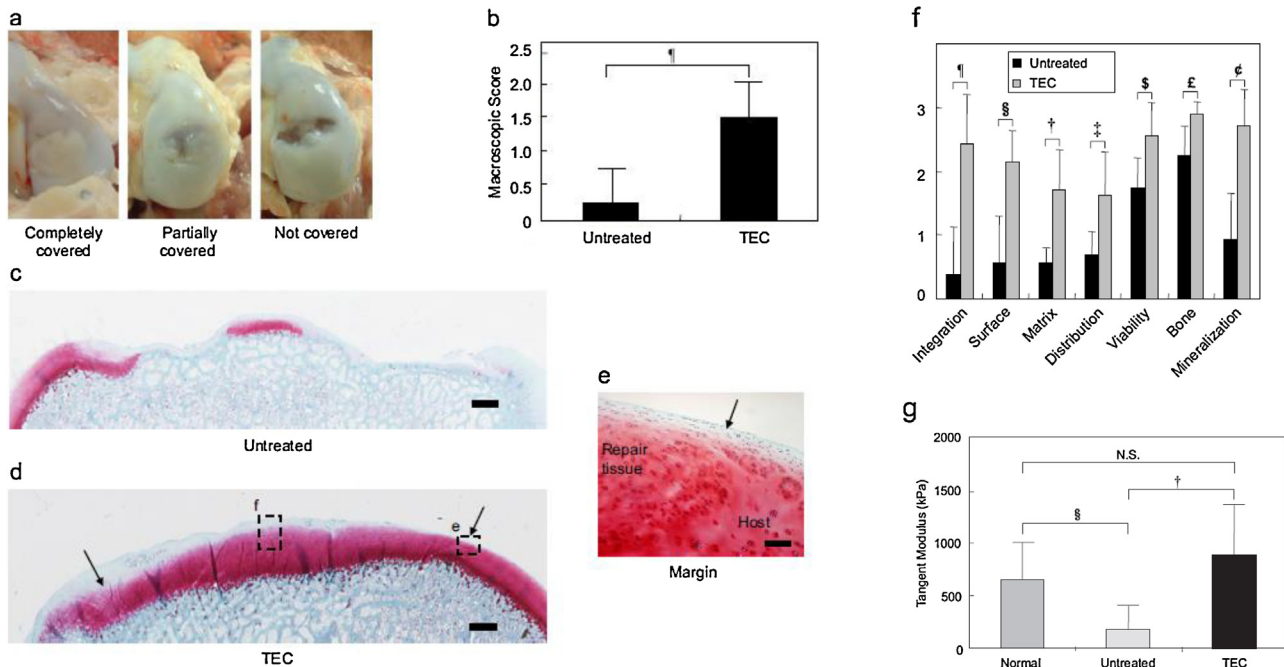 a
Completely
covered
Partially
covered
Not covered
b
Macroscopic Score
2.5
2.0
1.5
1.0
0.5
0
¶
Untreated
TEC
c
Untreated
d
f
e
TEC
e
Repair
tissue
Host
Margin
f
Untreated
TEC
3
2
1
0
¶
§
†
‡
$
£
¢
Integration
Surface
Matrix
Distribution
Viability
Bone
Mineralization
g
Tangent Modulus (kPa)
2000
1500
1000
500
0
N.S.
§
†
Normal
Untreated
TEC